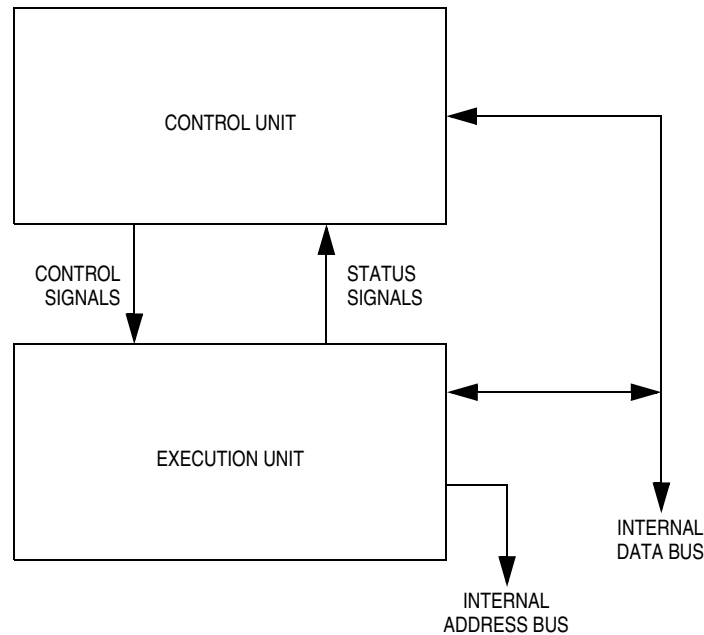 CONTROL UNIT
CONTROL
SIGNALS
STATUS
SIGNALS
EXECUTION UNIT
INTERNAL
DATA BUS
INTERNAL
ADDRESS BUS